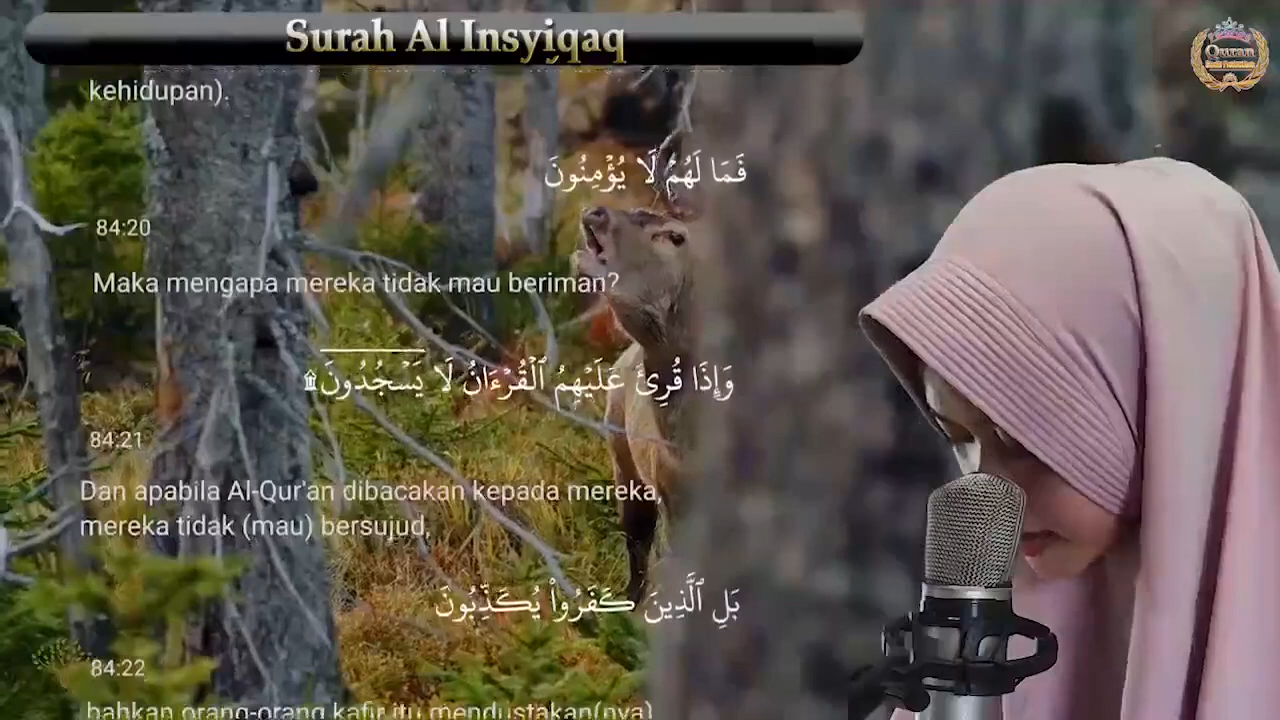 Surah Al Insyiqaq
Quran
kehidupan).
فَمَا لَهُمْ لَا يُؤْمِنُونَ
84:20
Maka mengapa mereka tidak mau beriman?
وَإِذَا قُرِئَ عَلَيْهِمُ ٱلْقُرْءَانُ لَا يَسْجُدُونَ۩
84:21
Dan apabila Al-Qur'an dibacakan kepada mereka,
mereka tidak (mau) bersujud,
بَلِ ٱلَّذِينَ كَفَرُوا۟ يُكَذِّبُونَ
84:22
bahkan orang-orang kafir itu mendustakan(nya)